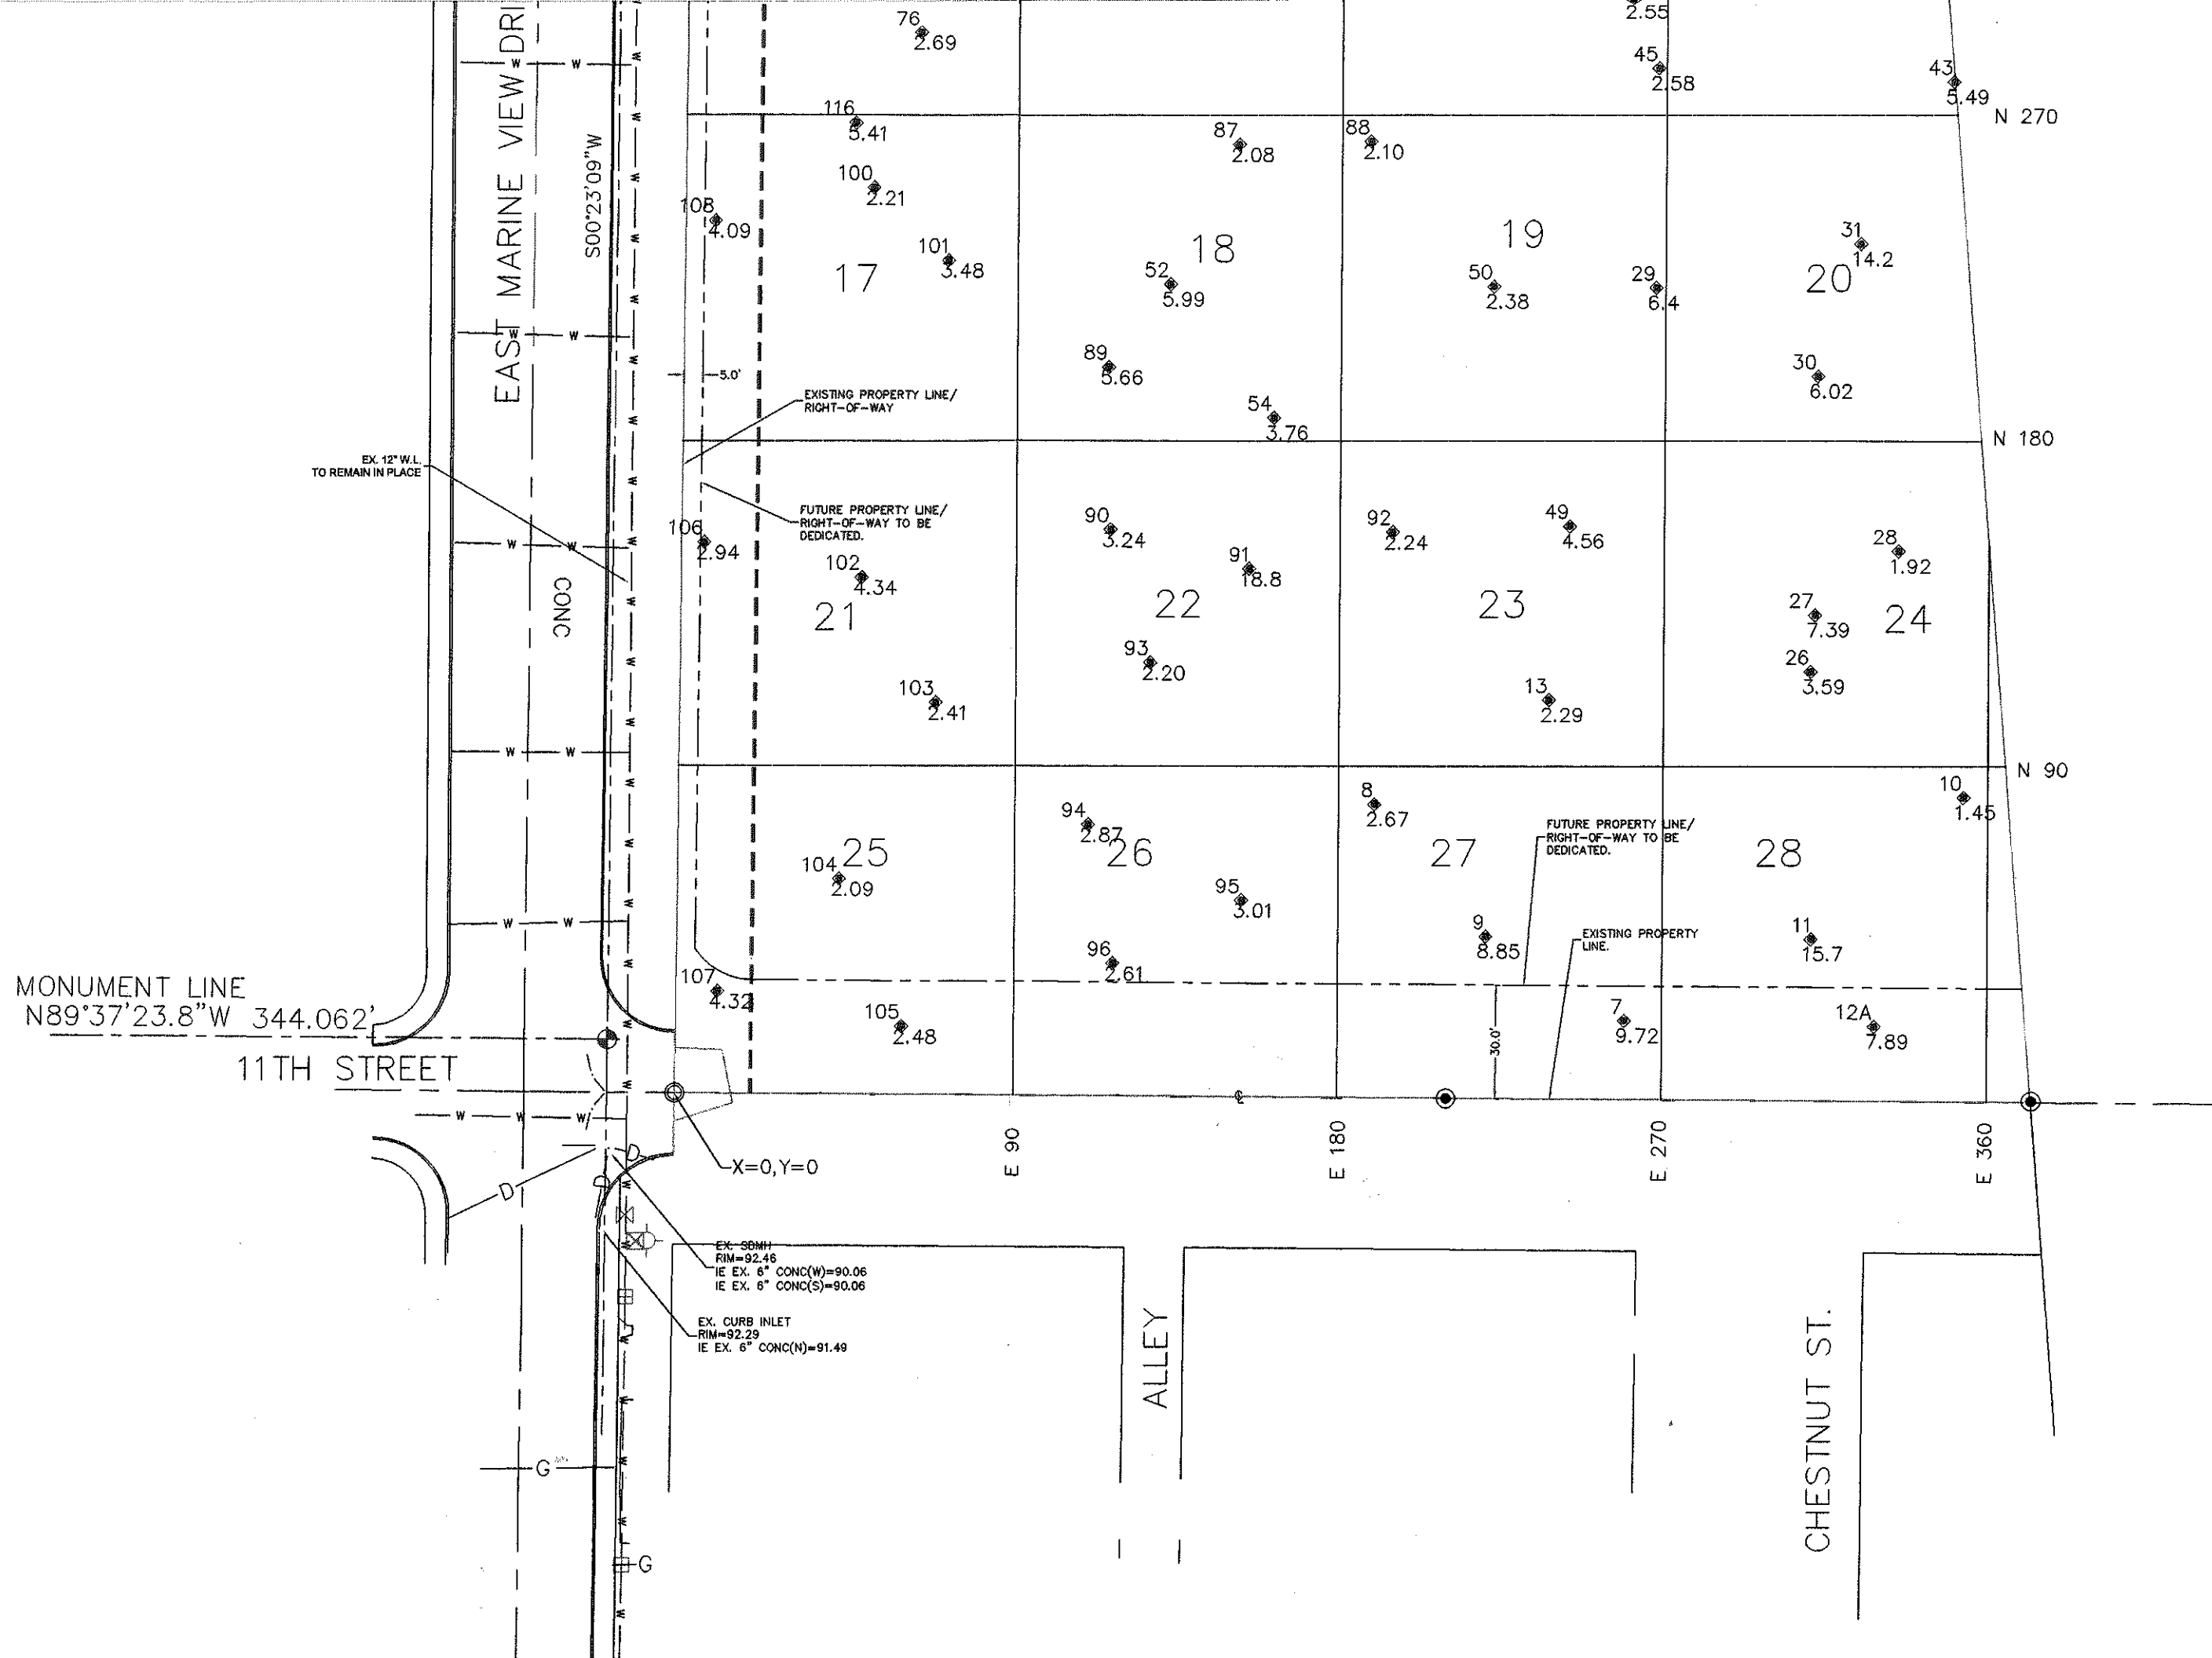 EAST MARINE VIEW DRI
S00°23'09"W
CONC
76
2.69
2.55
45
2.58
43
5.49
N 270
116
5.41
87
2.08
88
2.10
100
2.21
108
4.09
101
3.48
17
18
19
20
31
14.2
52
5.99
50
2.38
29
6.4
89
5.66
30
6.02
5.0'
EXISTING PROPERTY LINE/
RIGHT-OF-WAY
54
3.76
N 180
EX. 12" W.L.
TO REMAIN IN PLACE
FUTURE PROPERTY LINE/
RIGHT-OF-WAY TO BE
DEDICATED.
106
2.94
102
4.34
21
90
3.24
91
18.8
22
92
2.24
49
4.56
23
28
1.92
27
7.39
24
26
3.59
93
2.20
103
2.41
13
2.29
N 90
10
1.45
8
2.67
94
2.87
104
2.09
25
26
27
28
FUTURE PROPERTY LINE/
RIGHT-OF-WAY TO BE
DEDICATED.
95
3.01
9
8.85
EXISTING PROPERTY
LINE.
11
15.7
96
2.61
107
4.32
105
2.48
30.0'
7
9.72
12A
7.89
MONUMENT LINE
N89°37'23.8"W 344.062'
11TH STREET
W W
W W
W W
W W
W W
W W W
D
D
D
X=0,Y=0
E 90
E 180
E 270
E 360
EX. SDMH
RIM=92.46
IE EX. 6" CONC(W)=90.06
IE EX. 6" CONC(S)=90.06
EX. CURB INLET
RIM=92.29
IE EX. 6" CONC(N)=91.49
ALLEY
CHESTNUT ST.
G
G